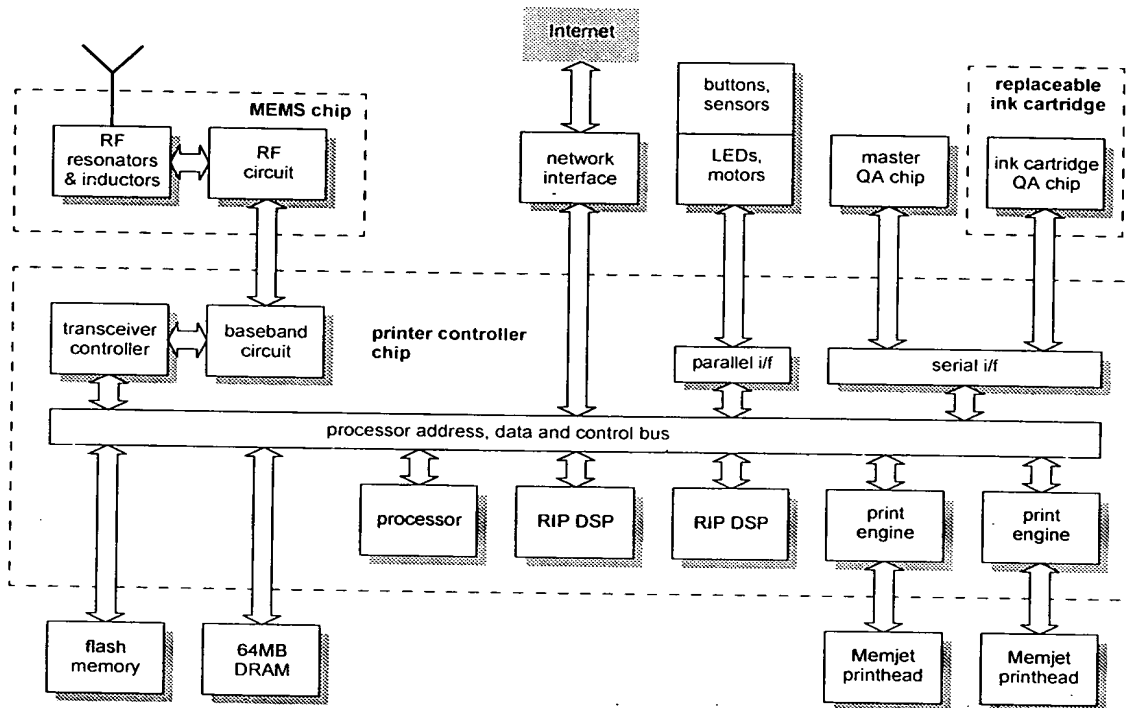 Internet
MEMS chip
RF
resonators
& inductors
RF
circuit
network
interface
buttons,
sensors
LEDs,
motors
master
QA chip
replaceable
ink cartridge
ink cartridge
QA chip
transceiver
controller
baseband
circuit
printer controller
chip
parallel i/f
serial i/f
processor address, data and control bus
processor
RIP DSP
RIP DSP
print
engine
print
engine
flash
memory
64MB
DRAM
Memjet
printhead
Memjet
printhead